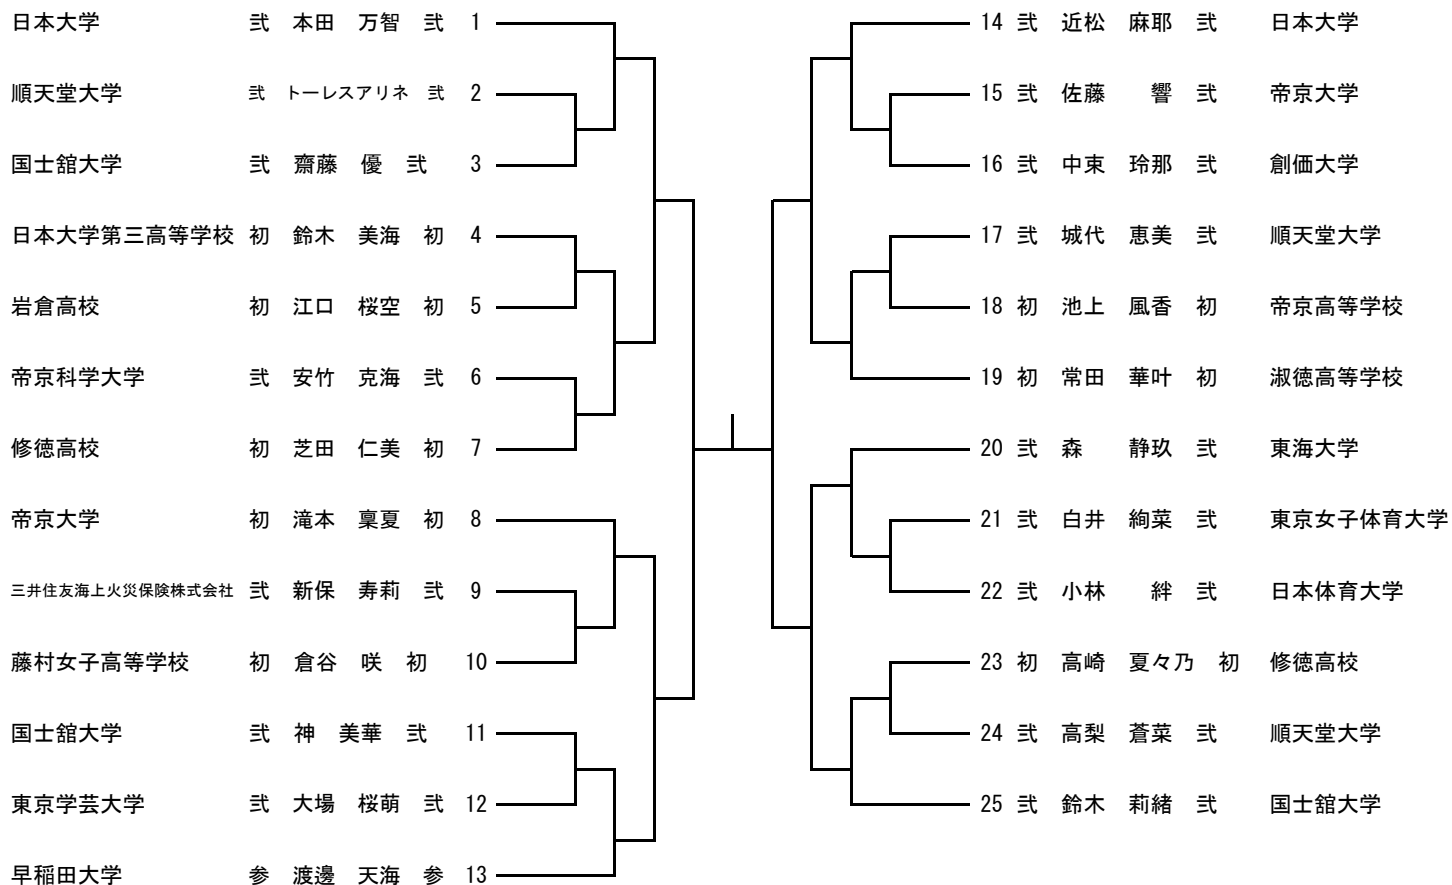 日本大学 弐 本田 万智 弐 1
順天堂大学 弐 トーレスアリネ 弐 2
国士舘大学 弐 齋藤 優 弐 3
日本大学第三高等学校 初 鈴木 美海 初 4
岩倉高校 初 江口 桜空 初 5
帝京科学大学 弐 安竹 克海 弐 6
修徳高校 初 芝田 仁美 初 7
帝京大学 初 滝本 稟夏 初 8
三井住友海上火災保険株式会社 弐 新保 寿莉 弐 9
藤村女子高等学校 初 倉谷 咲 初 10
国士舘大学 弐 神 美華 弐 11
東京学芸大学 弐 大場 桜萌 弐 12
早稲田大学 参 渡邊 天海 参 13
14 弐 近松 麻耶 弐 日本大学
15 弐 佐藤 響 弐 帝京大学
16 弐 中東 玲那 弐 創価大学
17 弐 城代 恵美 弐 順天堂大学
18 初 池上 風香 初 帝京高等学校
19 初 常田 華叶 初 淑徳高等学校
20 弐 森 静玖 弐 東海大学
21 弐 白井 絢菜 弐 東京女子体育大学
22 弐 小林 絆 弐 日本体育大学
23 初 高崎 夏々乃 初 修徳高校
24 弐 高梨 蒼菜 弐 順天堂大学
25 弐 鈴木 莉緒 弐 国士舘大学